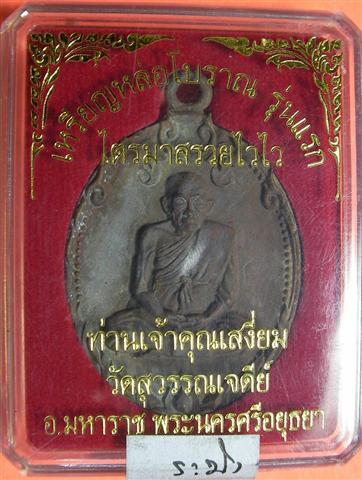 เหรียญหล่อโบราณ รุ่นแรก
ไตรมาสรวยไวไว
ท่านเจ้าคุณเสงี่ยม
วัดสุวรรณเจดีย์
อ.มหาราช พระนครศรีอยุธยา